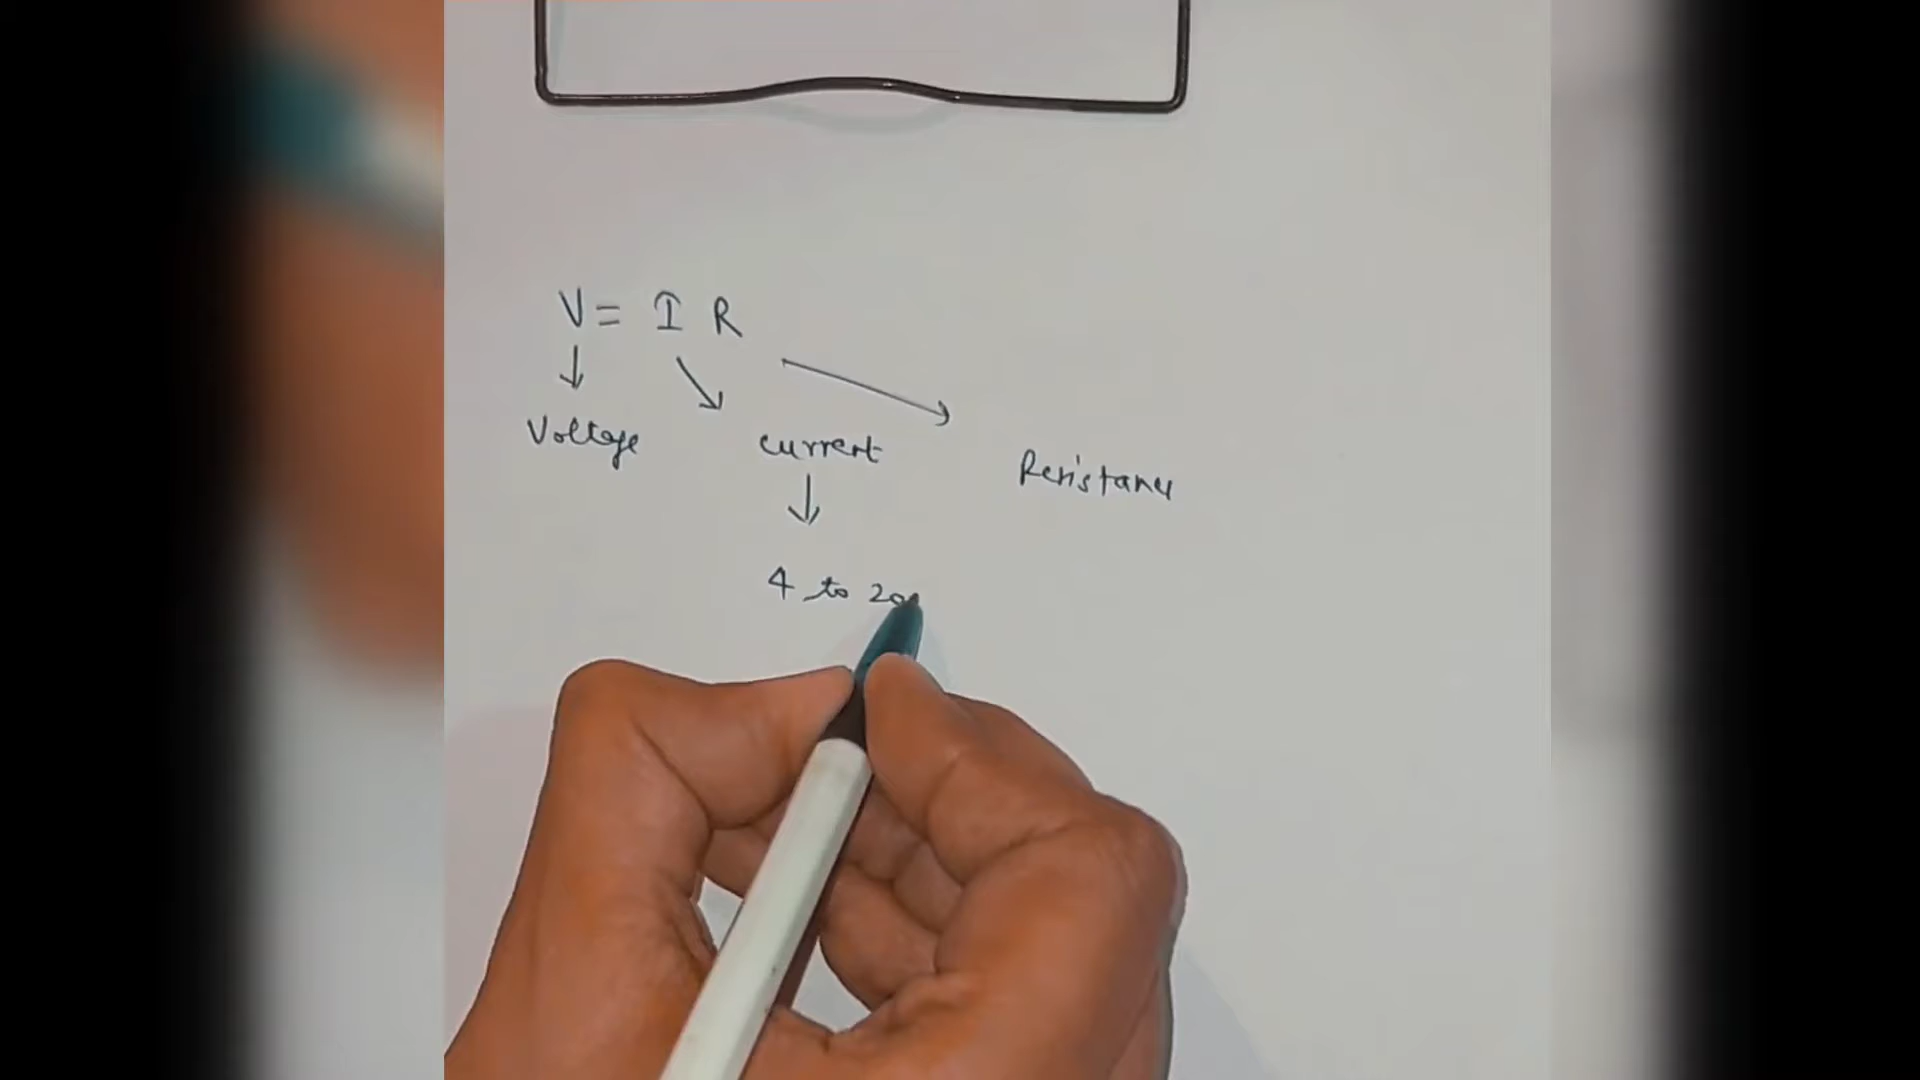 V = I R
Voltage current Resistance
4 to 20